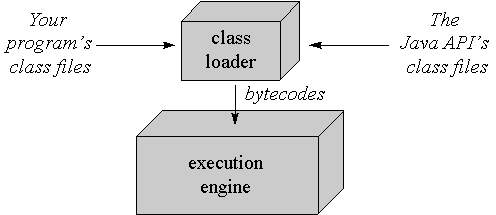 Your
program's
class files
class
loader
The
Java API's
class files
bytecodes
execution
engine